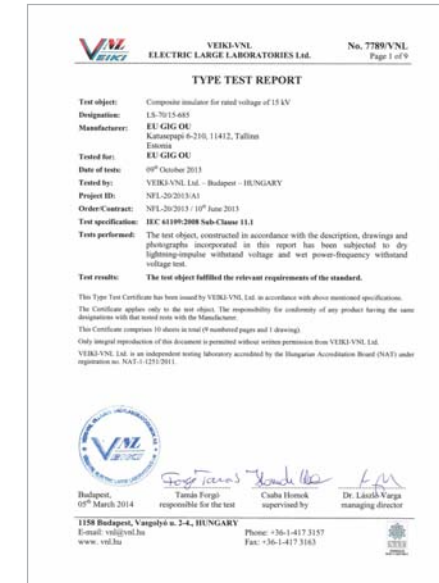 VNL
VEIKI
VEIKI-VNL
ELECTRIC LARGE LABORATORIES Ltd.
No. 7789/VNL
Page 1 of 9
TYPE TEST REPORT
Test object: Composite insulator for rated voltage of 15 kV
Designation: LS-70/15-685
Manufacturer: EU GIG OU
Katusepapi 6-210, 11412, Tallinn
Estonia
Tested for: EU GIG OU
Date of tests: 09th October 2013
Tested by: VEIKI-VNL Ltd. – Budapest – HUNGARY
Project ID: NFL-20/2013/A1
Order/Contract: NFL-20/2013 / 10th June 2013
Test specification: IEC 61109:2008 Sub-Clause 11.1
Tests performed: The test object, constructed in accordance with the description, drawings and
photographs incorporated in this report has been subjected to dry
lightning-impulse withstand voltage and wet power-frequency withstand
voltage test.
Test results: The test object fulfilled the relevant requirements of the standard.
This Type Test Certificate has been issued by VEIKI-VNL Ltd. in accordance with above mentioned specifications.
The Certificate applies only to the test object. The responsibility for conformity of any product having the same
designations with that tested rests with the Manufacturer.
This Certificate comprises 10 sheets in total (9 numbered pages and 1 drawing).
Only integral reproduction of this document is permitted without written permission from VEIKI-VNL Ltd.
VEIKI-VNL Ltd. is an independent testing laboratory accredited by the Hungarian Accreditation Board (NAT) under
registration no. NAT-1-1251/2011.
VNL
VEIKI
Budapest,
05th March 2014
Tamás Forgó
responsible for the test
Csaba Homok
supervised by
Dr. László Varga
managing director
1158 Budapest, Vasgolyó u. 2-4., HUNGARY
E-mail: vnl@vnl.hu
www. vnl.hu
Phone: +36-1-417 3157
Fax: +36-1-417 3163